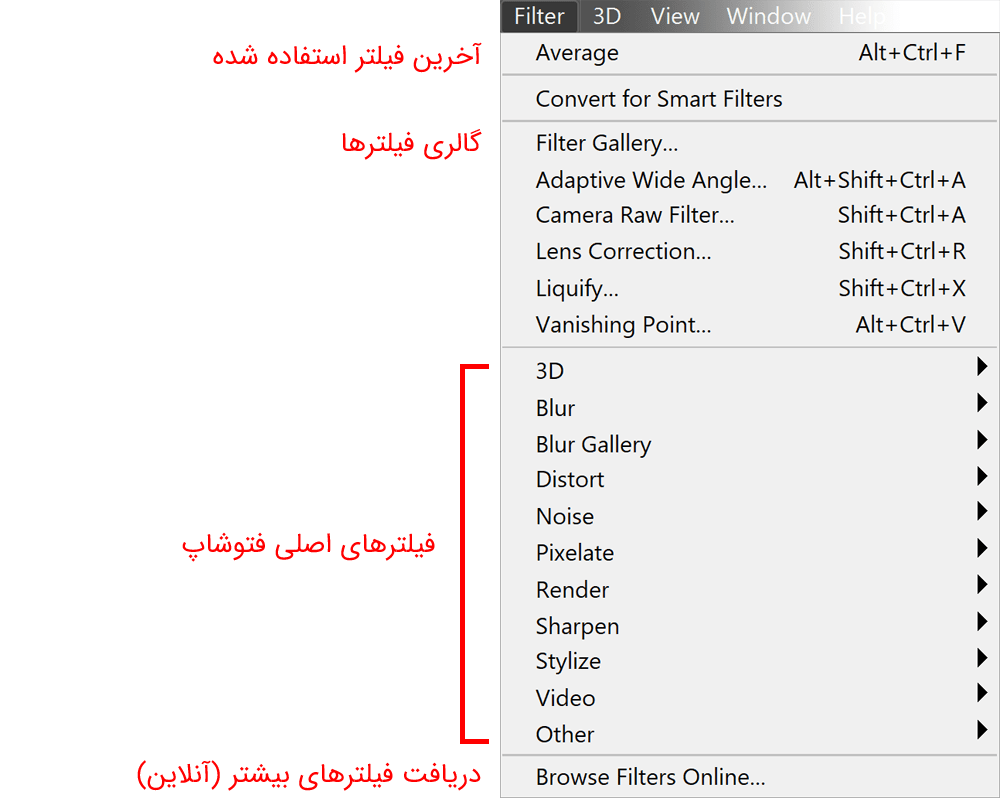 Filter 3D View Window Help
آخرین فیلتر استفاده شده
Average Alt+Ctrl+F
Convert for Smart Filters
گالری فیلترها
Filter Gallery...
Adaptive Wide Angle... Alt+Shift+Ctrl+A
Camera Raw Filter... Shift+Ctrl+A
Lens Correction... Shift+Ctrl+R
Liquify... Shift+Ctrl+X
Vanishing Point... Alt+Ctrl+V
فیلترهای اصلی فتوشاپ
3D
Blur
Blur Gallery
Distort
Noise
Pixelate
Render
Sharpen
Stylize
Video
Other
دریافت فیلترهای بیشتر (آنلاین)
Browse Filters Online...